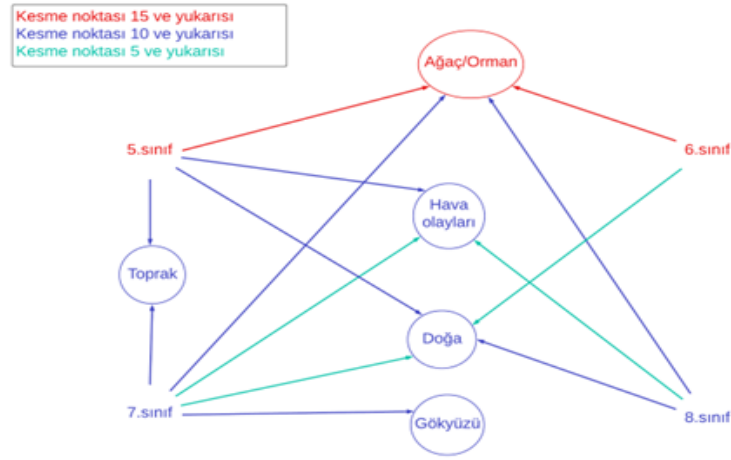 Kesme noktası 15 ve yukarısı
Kesme noktası 10 ve yukarısı
Kesme noktası 5 ve yukarısı
Ağaç/Orman
5.sınıf
6.sınıf
Hava
olayları
Toprak
Doğa
7.sınıf
Gökyüzü
8.sınıf